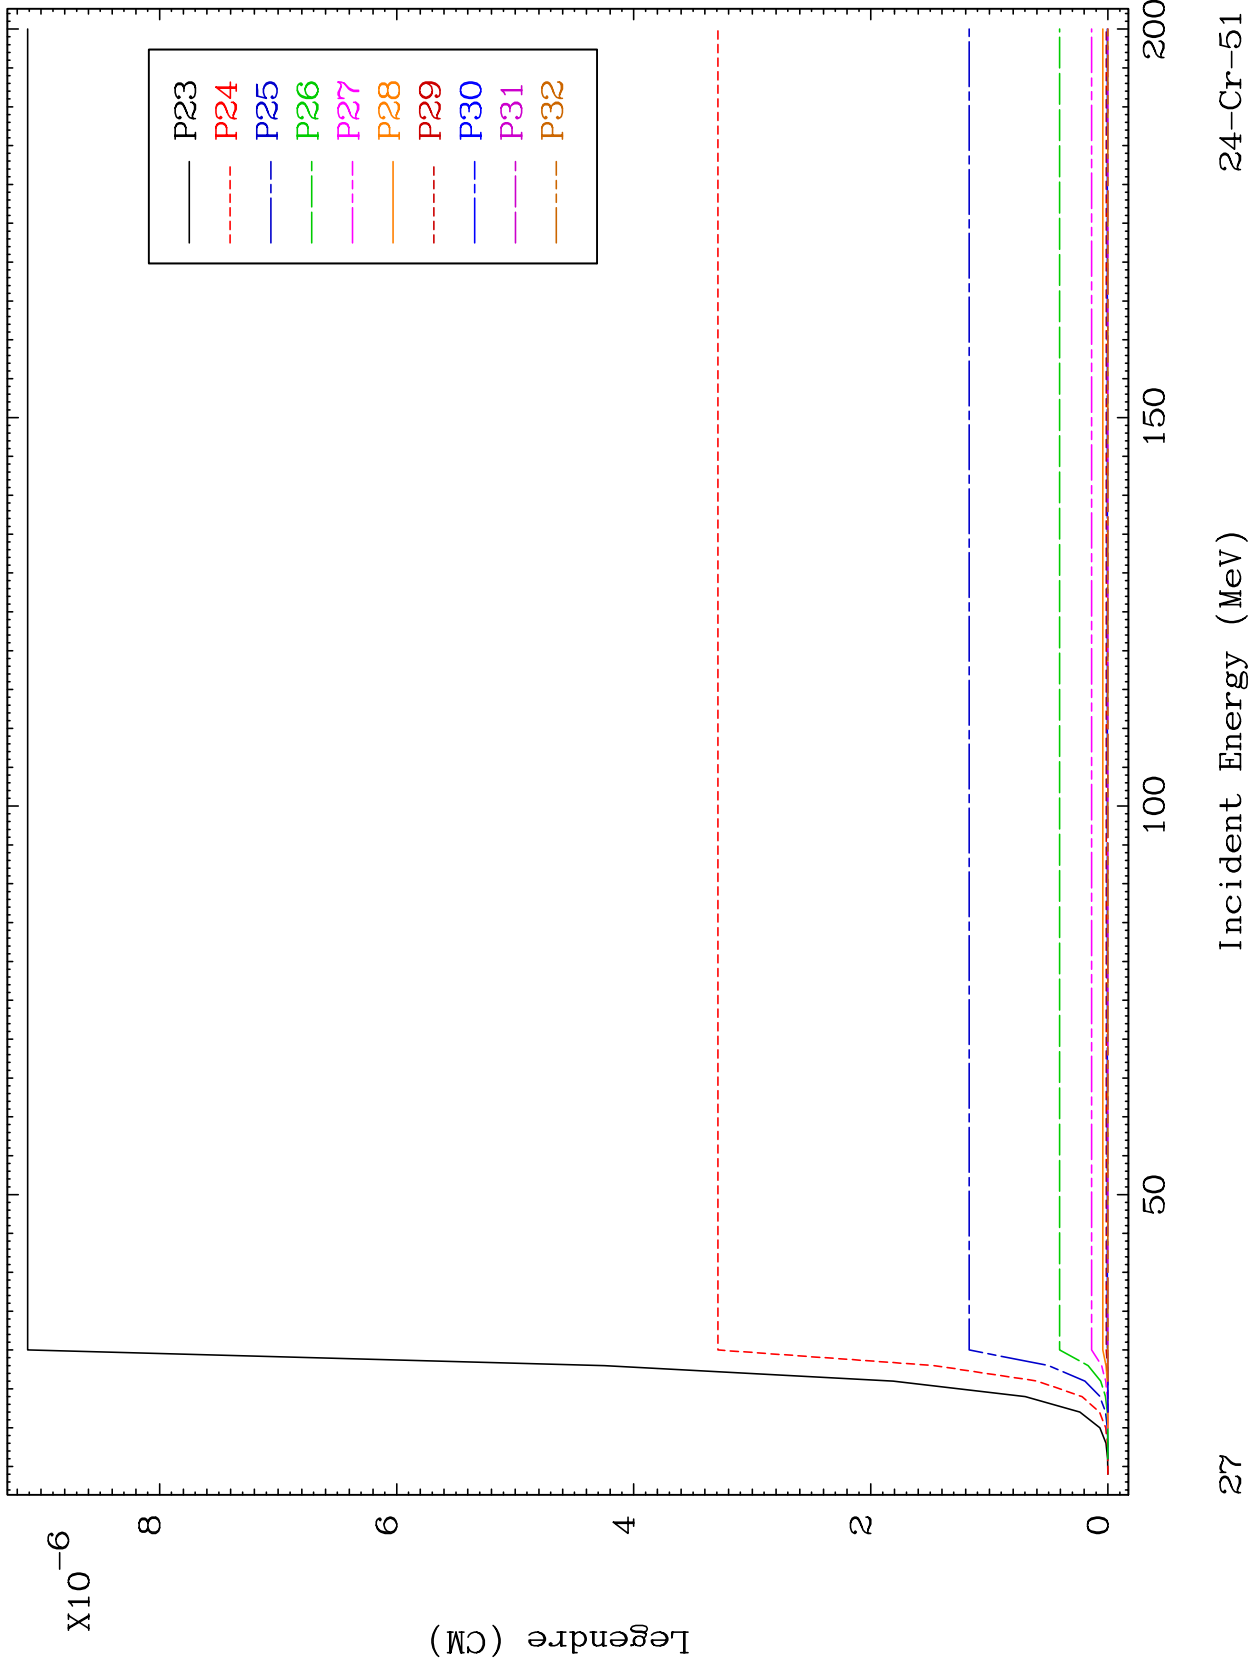 X10-6
8
6
4
2
0
Legendre (CM)
P23
P24
P25
P26
P27
P28
P29
P30
P31
P32
50
100
150
200
Incident Energy (MeV)
27
24-Cr-51